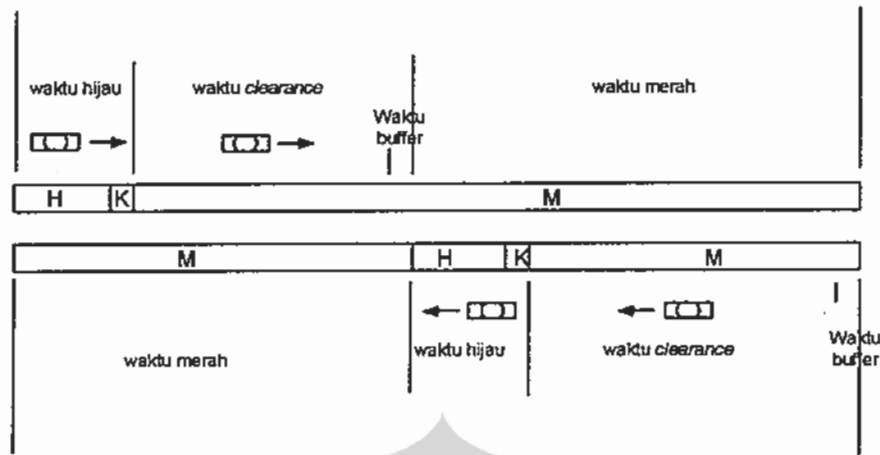 waktu hijau
waktu clearance
Waktu
buffer
waktu merah
H K M
M H K M
waktu merah
waktu hijau
waktu clearance
Waktu
buffer